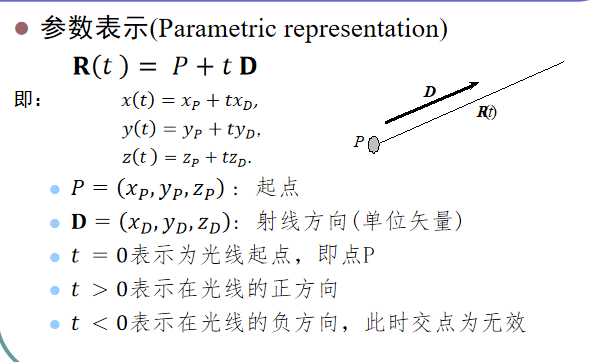 参数表示(Parametric representation)
R(t) = P + t D
即：
x(t) = x_P + tx_D,
y(t) = y_P + ty_D,
z(t) = z_P + tz_D.
D
R(t)
P
P = (x_P, y_P, z_P)：起点
D = (x_D, y_D, z_D)：射线方向(单位矢量)
t = 0表示为光线起点，即点P
t > 0表示在光线的正方向
t < 0表示在光线的负方向，此时交点为无效